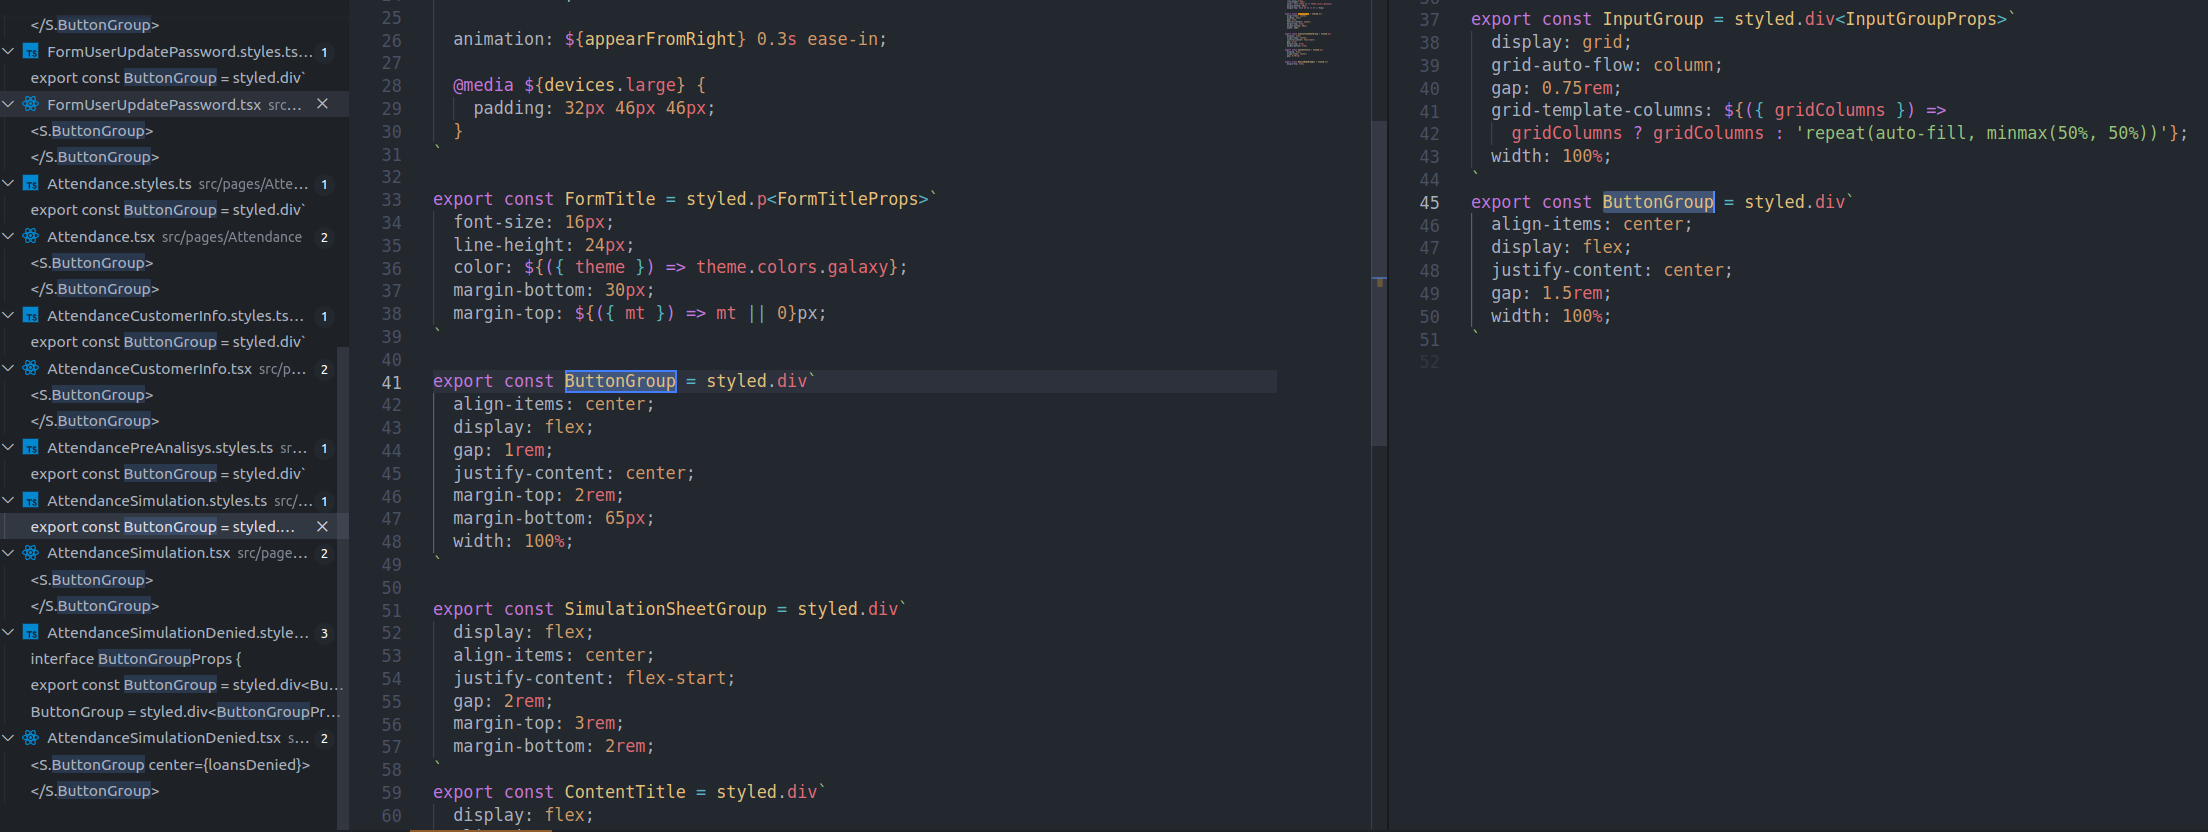 </S.ButtonGroup>
FormUserUpdatePassword.styles.ts... 1
export const ButtonGroup = styled.div`
FormUserUpdatePassword.tsx src...
<S.ButtonGroup>
</S.ButtonGroup>
Attendance.styles.ts src/pages/Atte... 1
export const ButtonGroup = styled.div`
Attendance.tsx src/pages/Attendance 2
<S.ButtonGroup>
</S.ButtonGroup>
AttendanceCustomerInfo.styles.ts... 1
export const ButtonGroup = styled.div`
AttendanceCustomerInfo.tsx src/p... 2
<S.ButtonGroup>
</S.ButtonGroup>
AttendancePreAnalisys.styles.ts sr... 1
export const ButtonGroup = styled.div`
AttendanceSimulation.styles.ts src/... 1
export const ButtonGroup = styled....
AttendanceSimulation.tsx src/page... 2
<S.ButtonGroup>
</S.ButtonGroup>
AttendanceSimulationDenied.style... 3
interface ButtonGroupProps {
export const ButtonGroup = styled.div<Bu...
ButtonGroup = styled.div<ButtonGroupPr...
AttendanceSimulationDenied.tsx s... 2
<S.ButtonGroup center={loansDenied}>
</S.ButtonGroup>
25
26 animation: ${appearFromRight} 0.3s ease-in;
27
28 @media ${devices.large} {
29 padding: 32px 46px 46px;
30 }
31 `
32
33 export const FormTitle = styled.p<FormTitleProps>`
34 font-size: 16px;
35 line-height: 24px;
36 color: ${({ theme }) => theme.colors.galaxy};
37 margin-bottom: 30px;
38 margin-top: ${({ mt }) => mt || 0}px;
39 `
40
41 export const ButtonGroup = styled.div`
42 align-items: center;
43 display: flex;
44 gap: 1rem;
45 justify-content: center;
46 margin-top: 2rem;
47 margin-bottom: 65px;
48 width: 100%;
49 `
50
51 export const SimulationSheetGroup = styled.div`
52 display: flex;
53 align-items: center;
54 justify-content: flex-start;
55 gap: 2rem;
56 margin-top: 3rem;
57 margin-bottom: 2rem;
58 `
59 export const ContentTitle = styled.div`
60 display: flex;
37 export const InputGroup = styled.div<InputGroupProps>`
38 display: grid;
39 grid-auto-flow: column;
40 gap: 0.75rem;
41 grid-template-columns: ${({ gridColumns }) =>
42 gridColumns ? gridColumns : 'repeat(auto-fill, minmax(50%, 50%))'};
43 width: 100%;
44 `
45 export const ButtonGroup = styled.div`
46 align-items: center;
47 display: flex;
48 justify-content: center;
49 gap: 1.5rem;
50 width: 100%;
51 `
52